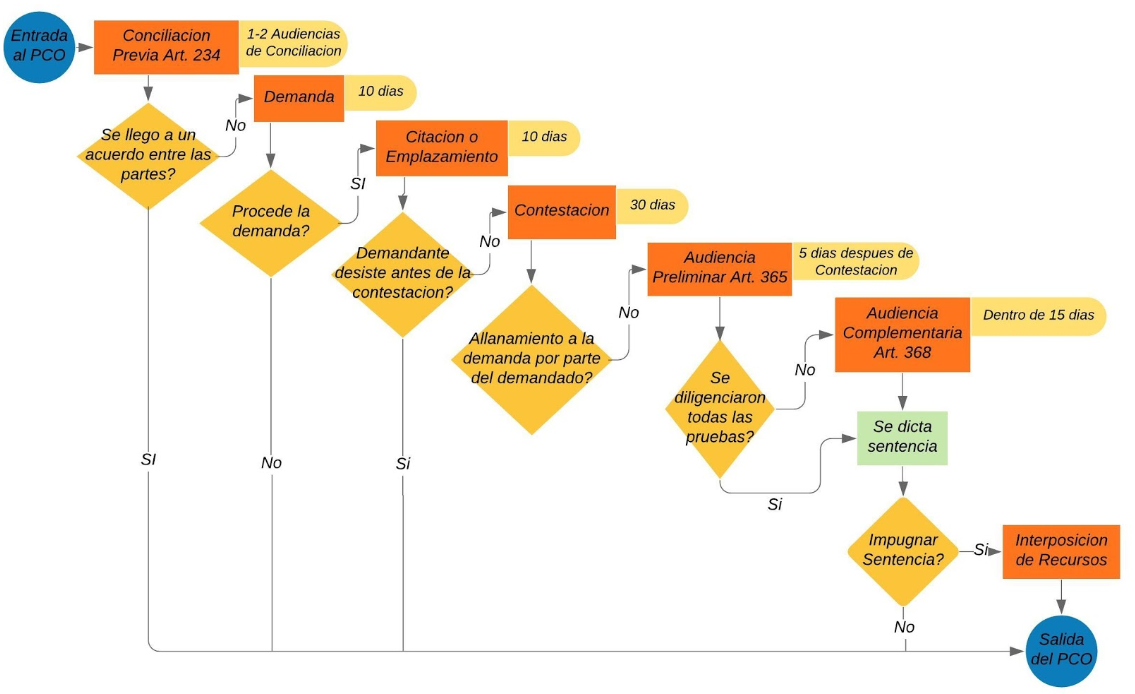 Entrada
al PCO
Conciliacion
Previa Art. 234
1-2 Audiencias
de Conciliacion
Se llego a un
acuerdo entre las
partes?
No
Demanda
10 dias
Procede la
demanda?
SI
Citacion o
Emplazamiento
10 dias
Demandante
desiste antes de la
contestacion?
No
Contestacion
30 dias
Allanamiento a la
demanda por parte
del demandado?
No
Audiencia
Preliminar Art. 365
5 dias despues de
Contestacion
Se
diligenciaron
todas las
pruebas?
No
Audiencia
Complementaria
Art. 368
Dentro de 15 dias
Si
Se dicta
sentencia
SI
No
Si
Impugnar
Sentencia?
Si
Interposicion
de Recursos
No
Salida
del PCO